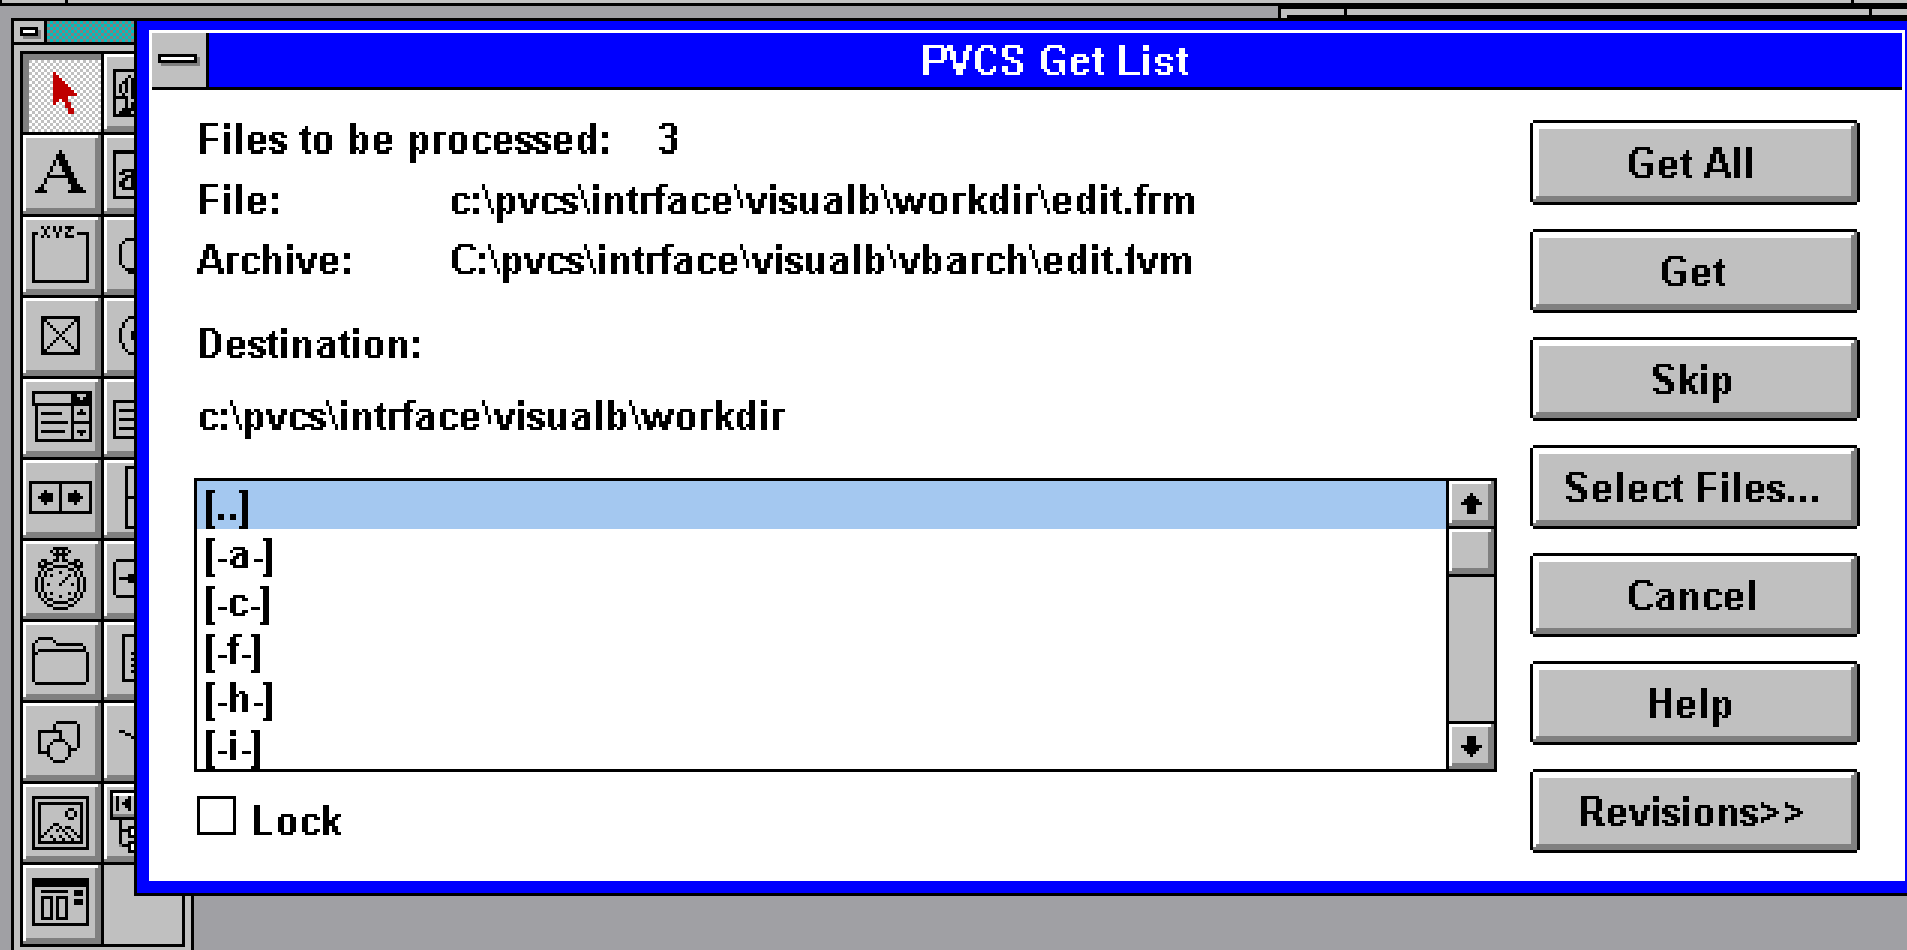 PVCS Get List
Files to be processed: 3
File: c:\pvcs\intrface\visualb\workdir\edit.frm
Archive: C:\pvcs\intrface\visualb\vbarch\edit.fvm
Destination:
c:\pvcs\intrface\visualb\workdir
[..]
[-a-]
[-c-]
[-f-]
[-h-]
[-i-]
Lock
Get All
Get
Skip
Select Files...
Cancel
Help
Revisions>>
A
XYZ